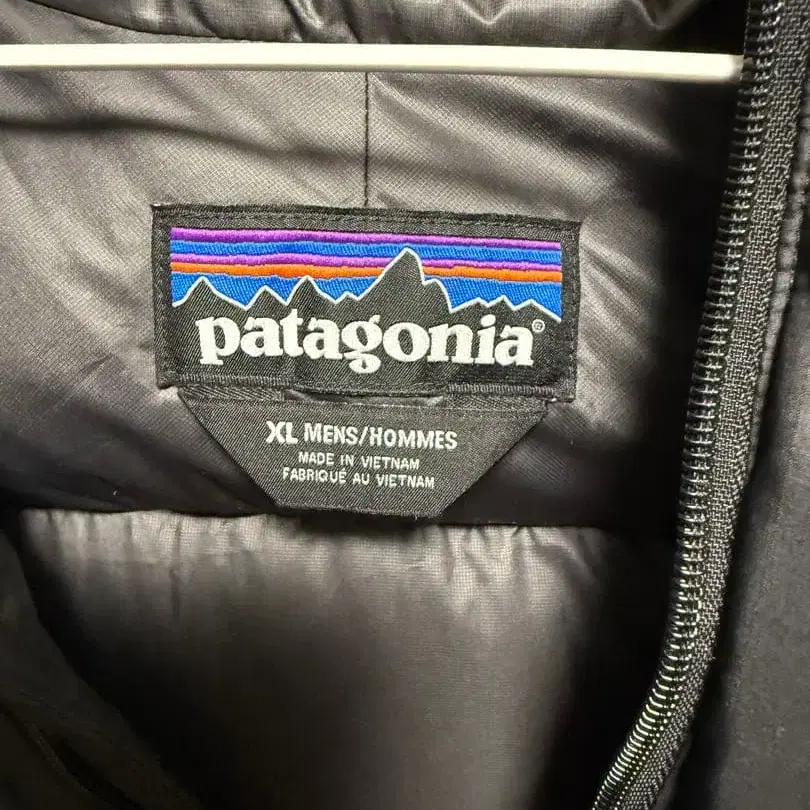 patagonia®
XL MENS/HOMMES
MADE IN VIETNAM
FABRIQUÉ AU VIETNAM